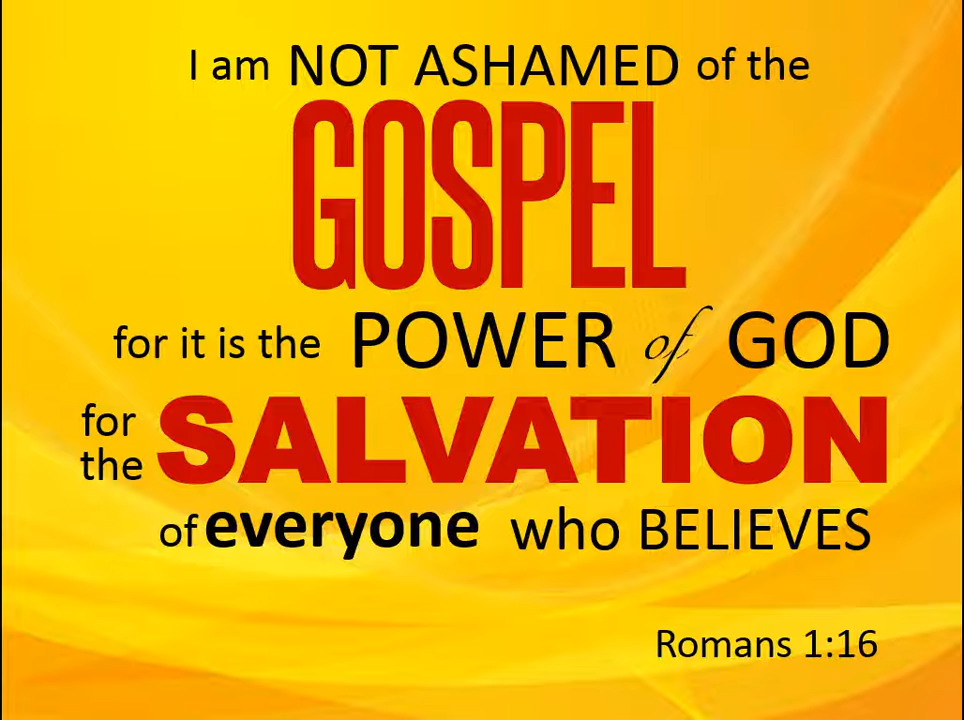 I am NOT ASHAMED of the
GOSPEL
for it is the POWER of GOD
for the SALVATION
of everyone who BELIEVES
Romans 1:16